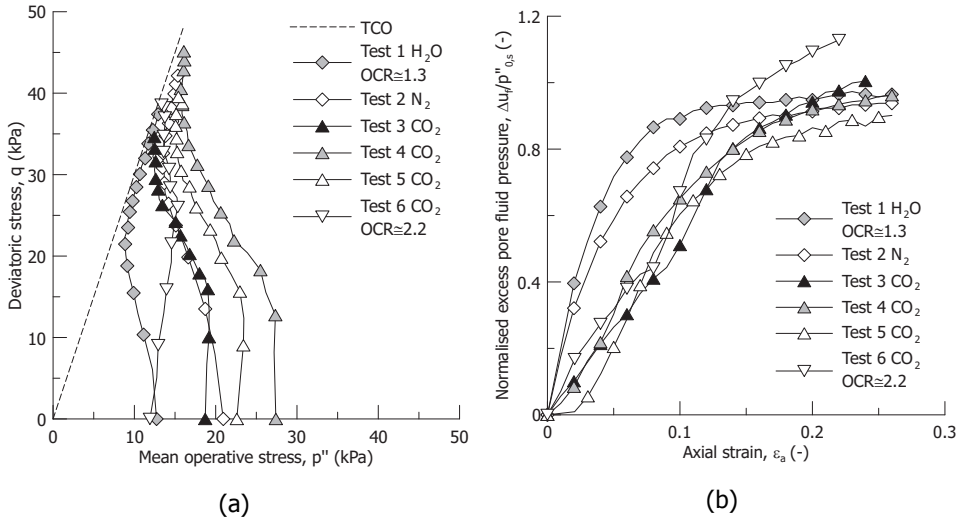 50
40
30
20
10
0
0
10
20
30
40
50
Deviatoric stress, q (kPa)
Mean operative stress, p'' (kPa)
TCO
Test 1 H₂O
OCR≅1.3
Test 2 N₂
Test 3 CO₂
Test 4 CO₂
Test 5 CO₂
Test 6 CO₂
OCR≅2.2
(a)
1.2
0.8
0.4
0
0
0.1
0.2
0.3
Normalised excess pore fluid pressure, Δu_f/p''_0,s (-)
Axial strain, ε_a (-)
Test 1 H₂O
OCR≅1.3
Test 2 N₂
Test 3 CO₂
Test 4 CO₂
Test 5 CO₂
Test 6 CO₂
OCR≅2.2
(b)